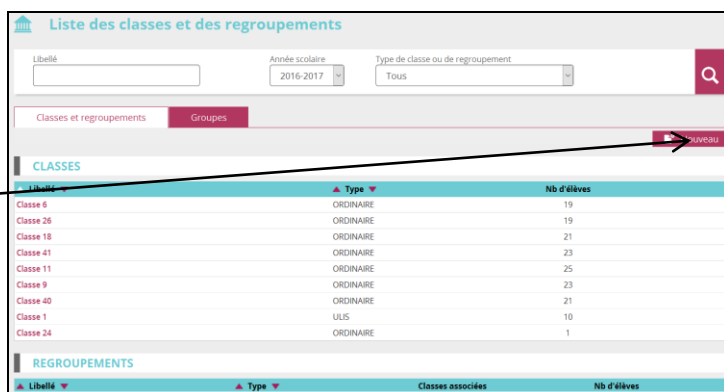 Liste des classes et des regroupements
Libellé Année scolaire Type de classe ou de regroupement
2016-2017 Tous
Classes et regroupements Groupes
Nouveau
CLASSES
Libellé Type Nb d'élèves
Classe 6 ORDINAIRE 19
Classe 26 ORDINAIRE 19
Classe 18 ORDINAIRE 21
Classe 41 ORDINAIRE 23
Classe 11 ORDINAIRE 25
Classe 9 ORDINAIRE 23
Classe 40 ORDINAIRE 21
Classe 1 ULIS 10
Classe 24 ORDINAIRE 1
REGROUPEMENTS
Libellé Type Classes associées Nb d'élèves